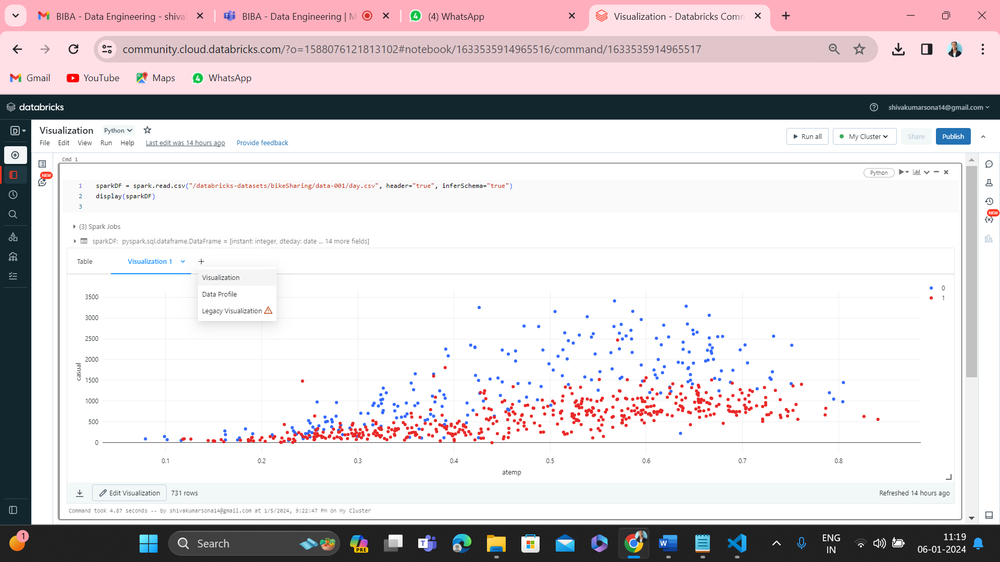 BIBA - Data Engineering - shival
BIBA - Data Engineering | M
(4) WhatsApp
Visualization - Databricks Comm
community.cloud.databricks.com/?o=1588076121813102#notebook/1633535914965516/command/1633535914965517
Gmail
YouTube
Maps
4
WhatsApp
databricks
shivakumarsona14@gmail.com
D
Visualization
Python
File
Edit
View
Run
Help
Last edit was 14 hours ago
Provide feedback
Run all
My Cluster
Share
Publish
NEW
Cmd 1
Python
1 sparkDF = spark.read.csv("/databricks-datasets/bikeSharing/data-001/day.csv", header="true", inferSchema="true")
2 display(sparkDF)
3
(3) Spark Jobs
sparkDF: pyspark.sql.dataframe.DataFrame = [instant: integer, dteday: date ... 14 more fields]
NEW
Table
Visualization 1
+
Visualization
Data Profile
Legacy Visualization
0
1
3500
3000
2500
2000
1500
1000
500
0
casual
0.1
0.2
0.3
0.4
0.5
0.6
0.7
0.8
atemp
Edit Visualization
731 rows
Refreshed 14 hours ago
Command took 4.87 seconds -- by shivakumarsona14@gmail.com at 1/5/2024, 9:22:47 PM on My Cluster
1
Search
PRE
ENG
IN
11:19
06-01-2024